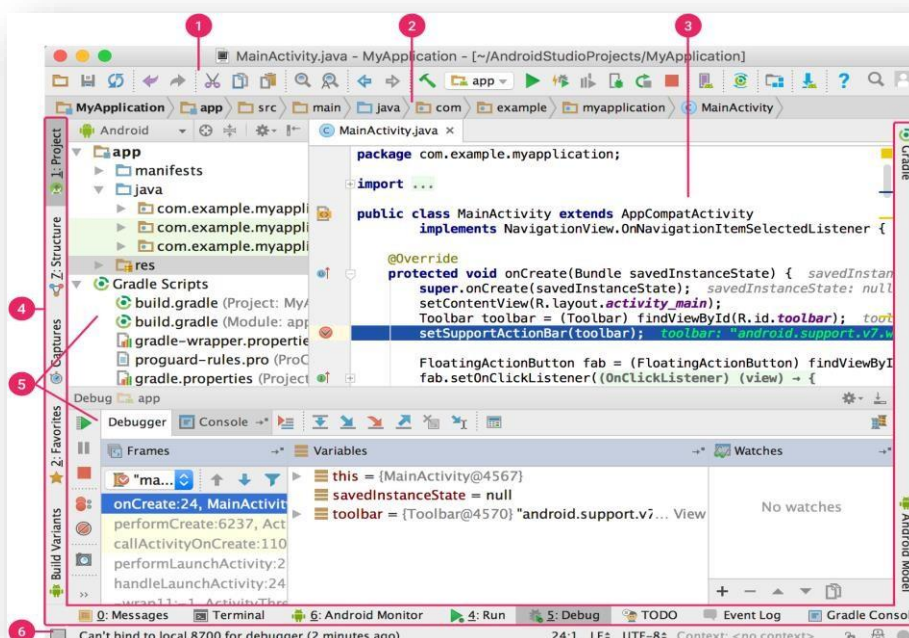 1
2
3
MainActivity.java - MyApplication - [~/AndroidStudioProjects/MyApplication]
app
MyApplication app src main java com example myapplication MainActivity
1: Project
Android
MainActivity.java
Gradle
app
manifests
java
com.example.myappli
com.example.myappli
com.example.myappli
res
Gradle Scripts
build.gradle (Project: MyA
build.gradle (Module: app
gradle-wrapper.propertie
proguard-rules.pro (ProC
gradle.properties (Project
package com.example.myapplication;
import ...
public class MainActivity extends AppCompatActivity
implements NavigationView.OnNavigationItemSelectedListener {
@Override
protected void onCreate(Bundle savedInstanceState) { savedInstan
super.onCreate(savedInstanceState); savedInstanceState: null
setContentView(R.layout.activity_main);
Toolbar toolbar = (Toolbar) findViewById(R.id.toolbar); tool
setSupportActionBar(toolbar); toolbar: "android.support.v7.w
FloatingActionButton fab = (FloatingActionButton) findViewByI
fab.setOnClickListener((OnClickListener) (view) → {
Z: Structure
4
Captures
5
2: Favorites
Build Variants
Debug app
Debugger Console
Frames Variables Watches
"ma...
onCreate:24, MainActivit
performCreate:6237, Act
callActivityOnCreate:110
performLaunchActivity:2
handleLaunchActivity:24
-wrap11:-1, ActivityThre
this = {MainActivity@4567}
savedInstanceState = null
toolbar = {Toolbar@4570} "android.support.v7... View
No watches
Android Model
0: Messages Terminal 6: Android Monitor 4: Run 5: Debug TODO Event Log Gradle Consol
6
Can't bind to local 8700 for debugger (2 minutes ago) 24:1 LF UTF-8 Context: <no context>